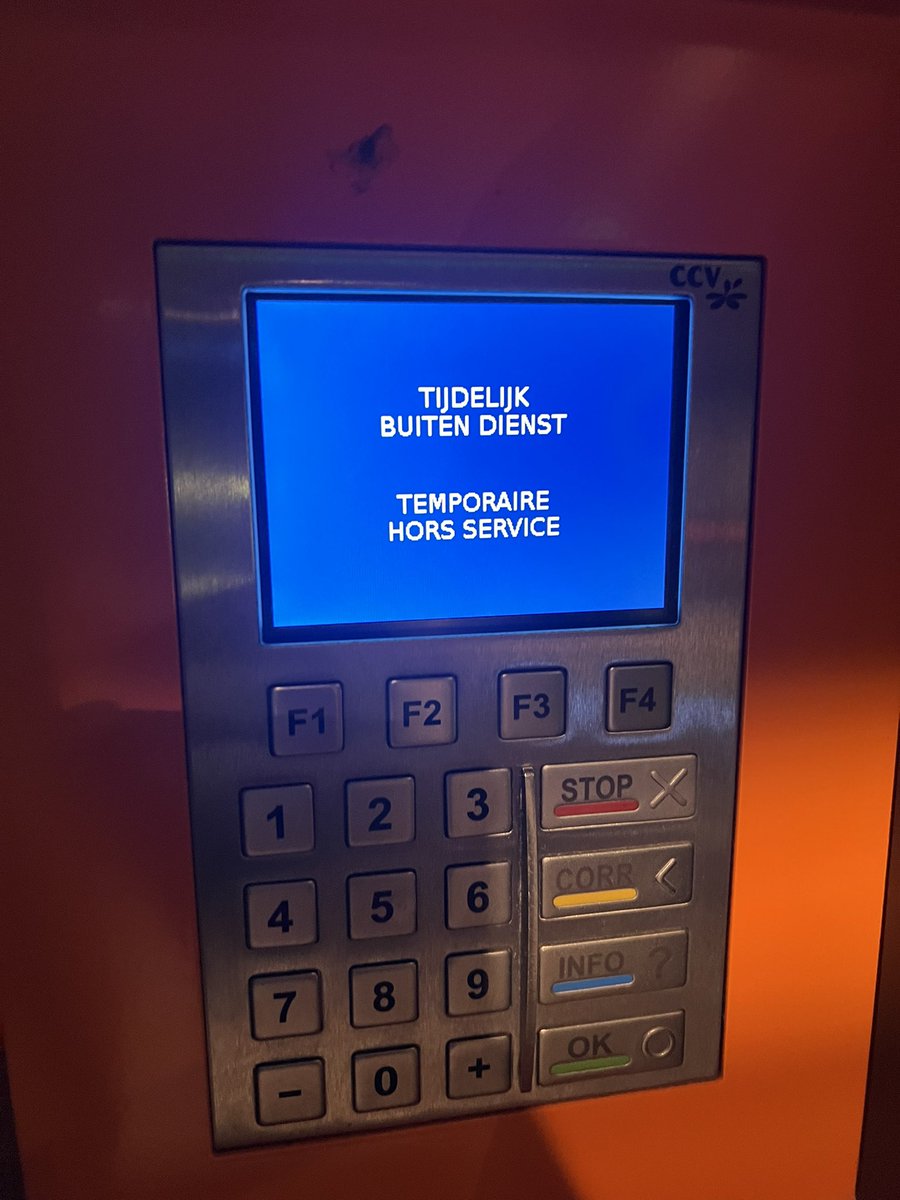 CCV
TIJDELIJK
BUITEN DIENST
TEMPORAIRE
HORS SERVICE
F1 F2 F3 F4
1 2 3 STOP
4 5 6 CORR <
7 8 9 INFO ?
- 0 + OK